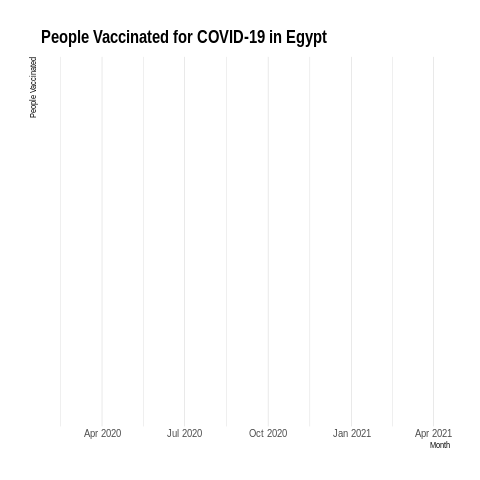 People Vaccinated for COVID-19 in Egypt
People Vaccinated
Apr 2020 Jul 2020 Oct 2020 Jan 2021 Apr 2021
Month